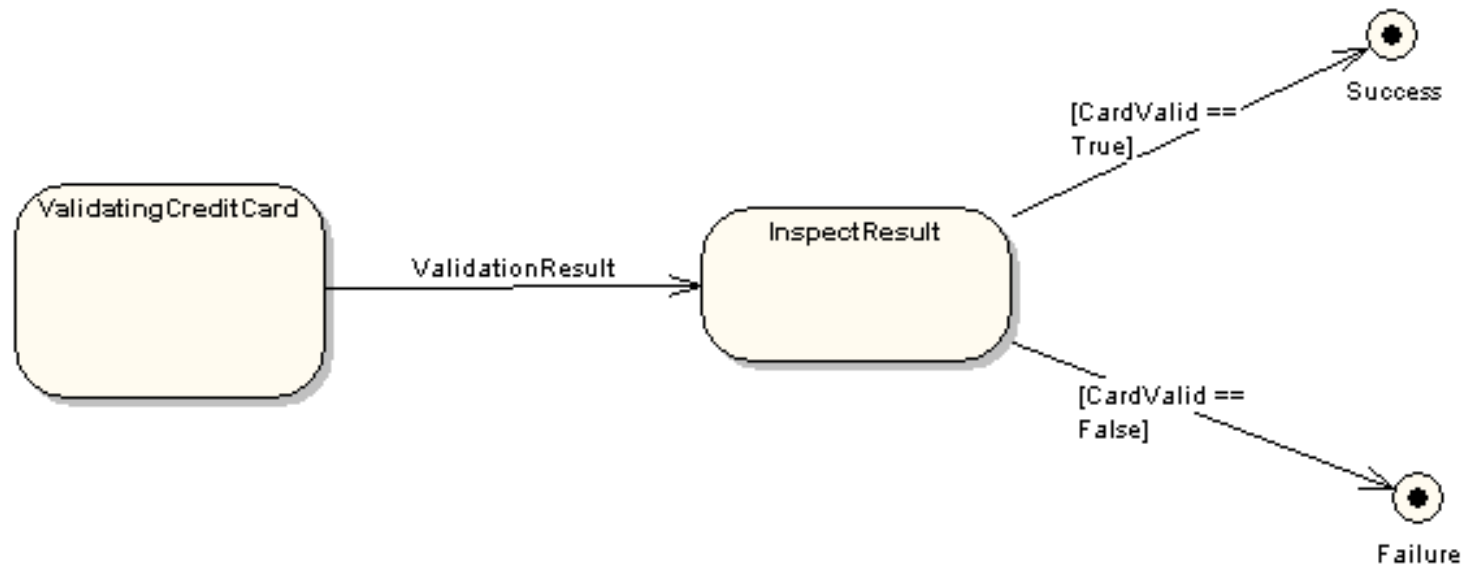 ValidatingCreditCard
ValidationResult
InspectResult
[CardValid ==
True]
Success
[CardValid ==
False]
Failure